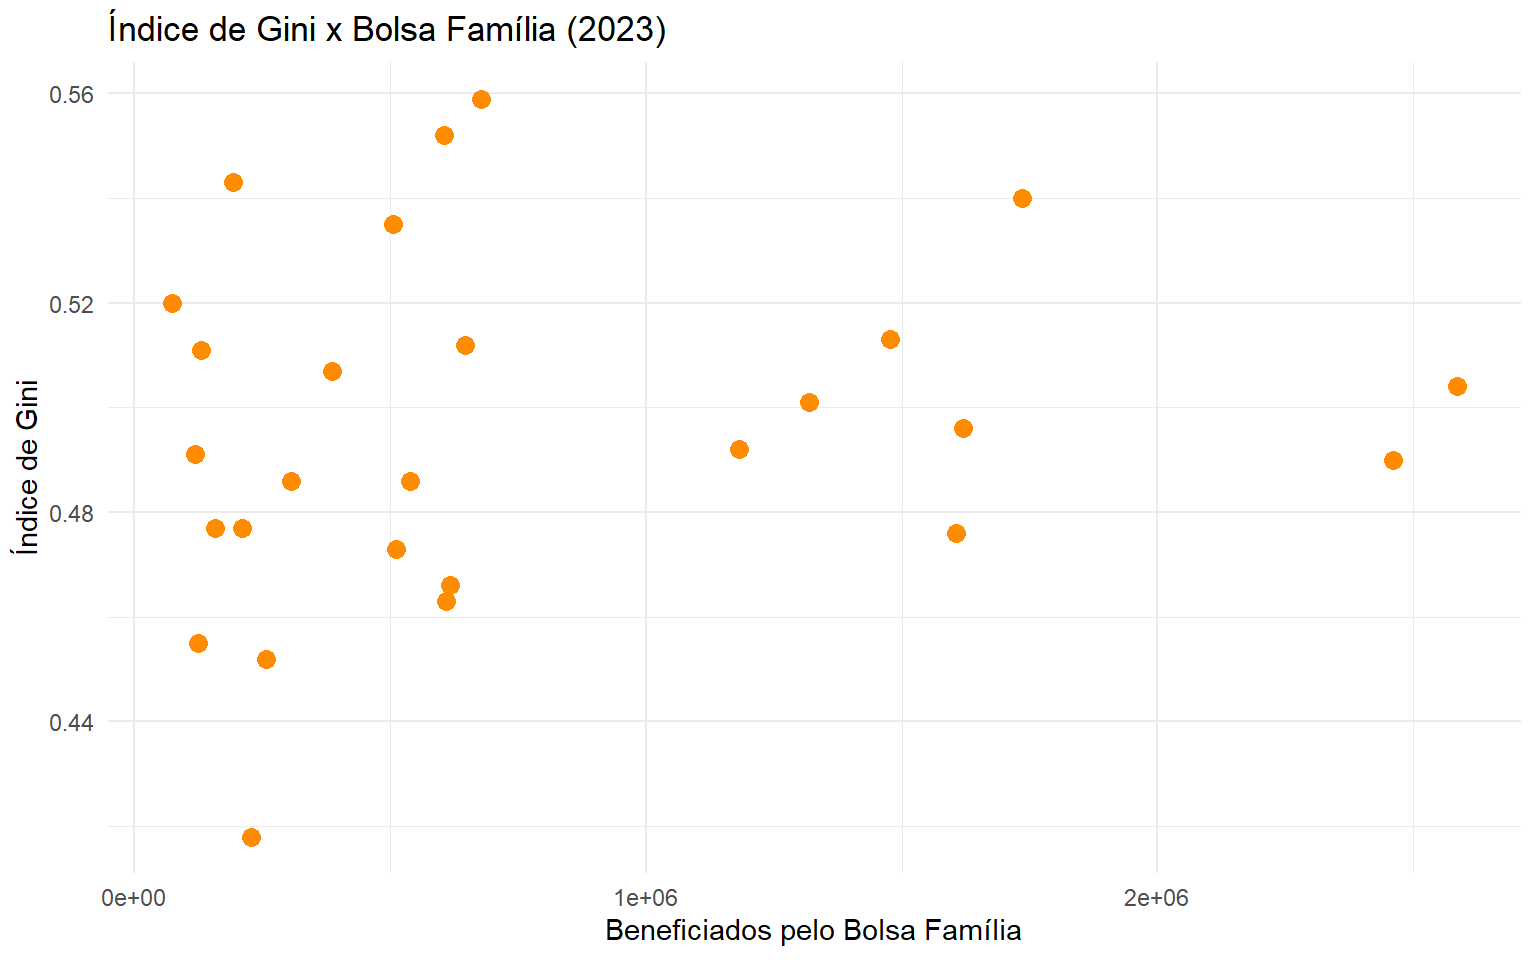 Índice de Gini x Bolsa Família (2023)
0.56
0.52
0.48
0.44
Índice de Gini
0e+00 1e+06 2e+06
Beneficiados pelo Bolsa Família